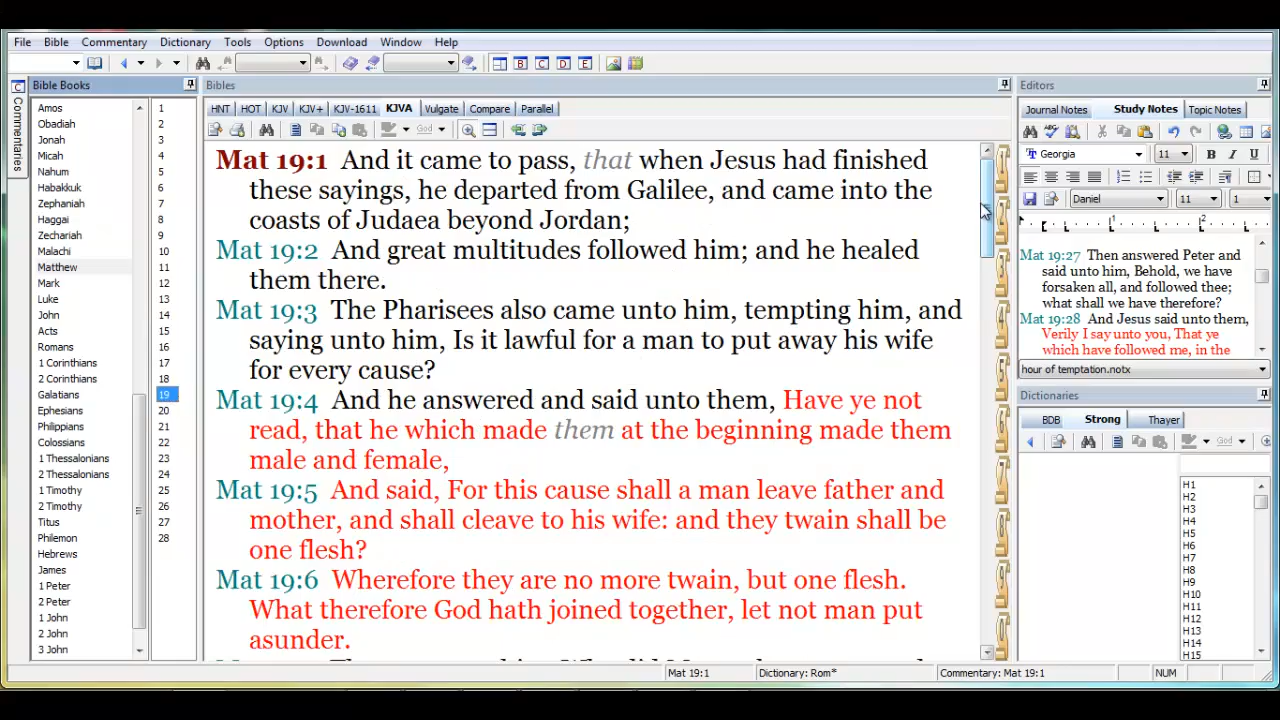 File Bible Commentary Dictionary Tools Options Download Window Help
B C D E
Commentaries
Bible Books
Amos
Obadiah
Jonah
Micah
Nahum
Habakkuk
Zephaniah
Haggai
Zechariah
Malachi
Matthew
Mark
Luke
John
Acts
Romans
1 Corinthians
2 Corinthians
Galatians
Ephesians
Philippians
Colossians
1 Thessalonians
2 Thessalonians
1 Timothy
2 Timothy
Titus
Philemon
Hebrews
James
1 Peter
2 Peter
1 John
2 John
3 John
1
2
3
4
5
6
7
8
9
10
11
12
13
14
15
16
17
18
19
20
21
22
23
24
25
26
27
28
Bibles
HNT HOT KJV KJV+ KJV-1611 KJVA Vulgate Compare Parallel
God
Mat 19:1 And it came to pass, that when Jesus had finished
these sayings, he departed from Galilee, and came into the
coasts of Judaea beyond Jordan;
Mat 19:2 And great multitudes followed him; and he healed
them there.
Mat 19:3 The Pharisees also came unto him, tempting him, and
saying unto him, Is it lawful for a man to put away his wife
for every cause?
Mat 19:4 And he answered and said unto them, Have ye not
read, that he which made them at the beginning made them
male and female,
Mat 19:5 And said, For this cause shall a man leave father and
mother, and shall cleave to his wife: and they twain shall be
one flesh?
Mat 19:6 Wherefore they are no more twain, but one flesh.
What therefore God hath joined together, let not man put
asunder.
1
2
3
4
5
6
7
8
9
Editors
Journal Notes Study Notes Topic Notes
Georgia 11 B I U
Daniel 11 1
1 2
Mat 19:27 Then answered Peter and
said unto him, Behold, we have
forsaken all, and followed thee;
what shall we have therefore?
Mat 19:28 And Jesus said unto them,
Verily I say unto you, That ye
which have followed me, in the
hour of temptation.notx
Dictionaries
BDB Strong Thayer
God
H1
H2
H3
H4
H5
H6
H7
H8
H9
H10
H11
H12
H13
H14
H15
Mat 19:1 Dictionary: Rom* Commentary: Mat 19:1 NUM